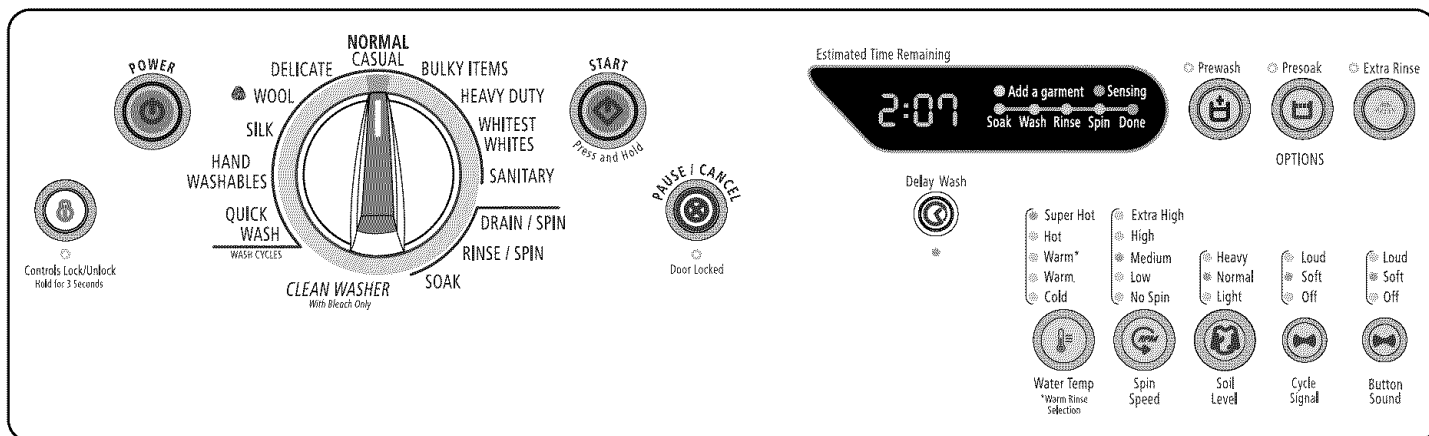 POWER
Controls Lock/Unlock
Hold for 3 Seconds
NORMAL
CASUAL
DELICATE
WOOL
SILK
HAND
WASHABLES
QUICK
WASH
WASH CYCLES
BULKY ITEMS
HEAVY DUTY
WHITEST
WHITES
SANITARY
DRAIN / SPIN
RINSE / SPIN
SOAK
CLEAN WASHER
With Bleach Only
START
Press and Hold
PAUSE / CANCEL
Door Locked
Estimated Time Remaining
2:07
Add a garment Sensing
Soak Wash Rinse Spin Done
Delay Wash
Prewash Presoak Extra Rinse
OPTIONS
Super Hot
Hot
Warm*
Warm
Cold
Water Temp
*Warm Rinse
Selection
Extra High
High
Medium
Low
No Spin
RPM
Spin
Speed
Heavy
Normal
Light
Soil
Level
Loud
Soft
Off
Cycle
Signal
Loud
Soft
Off
Button
Sound